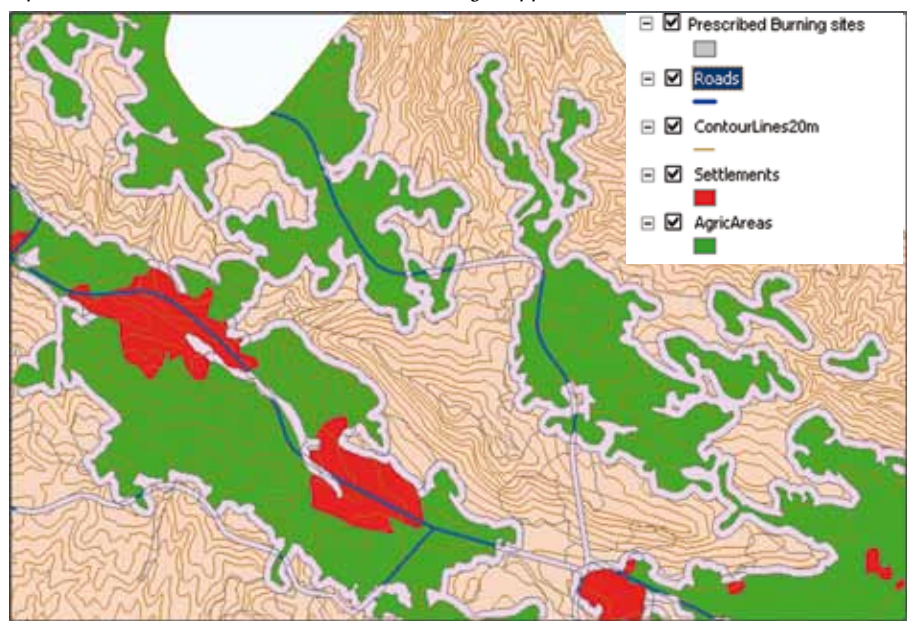 Prescribed Burning sites
Roads
ContourLines20m
Settlements
AgricAreas